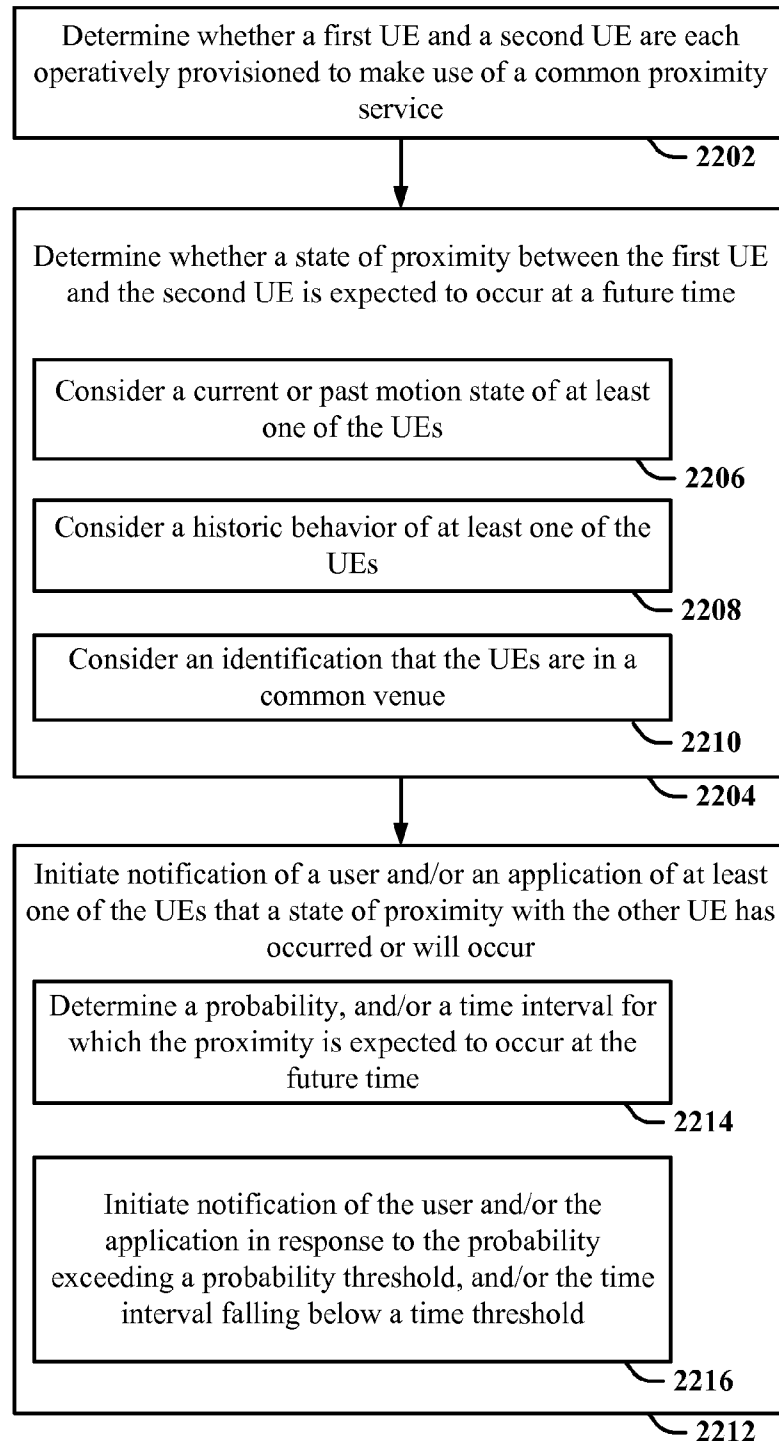 Determine whether a first UE and a second UE are each
operatively provisioned to make use of a common proximity
service
2202
Determine whether a state of proximity between the first UE
and the second UE is expected to occur at a future time
Consider a current or past motion state of at least
one of the UEs
2206
Consider a historic behavior of at least one of the
UEs
2208
Consider an identification that the UEs are in a
common venue
2210
2204
Initiate notification of a user and/or an application of at least
one of the UEs that a state of proximity with the other UE has
occurred or will occur
Determine a probability, and/or a time interval for
which the proximity is expected to occur at the
future time
2214
Initiate notification of the user and/or the
application in response to the probability
exceeding a probability threshold, and/or the time
interval falling below a time threshold
2216
2212